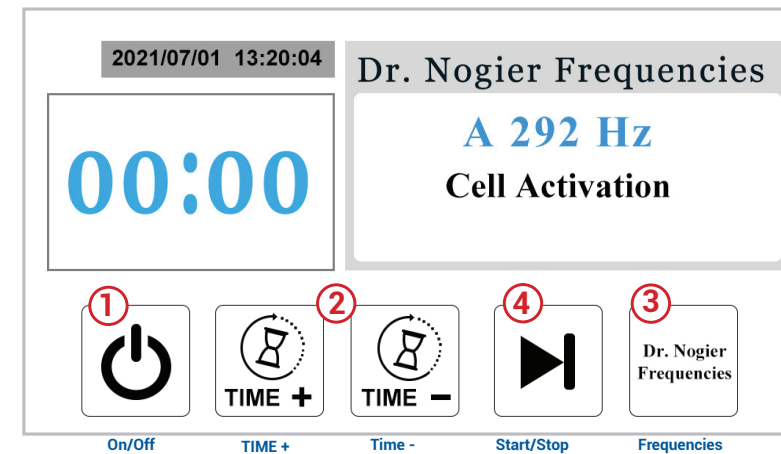 2021/07/01 13:20:04
Dr. Nogier Frequencies
00:00
A 292 Hz
Cell Activation
1
2
4
3
TIME +
TIME -
Dr. Nogier
Frequencies
On/Off
TIME +
Time -
Start/Stop
Frequencies